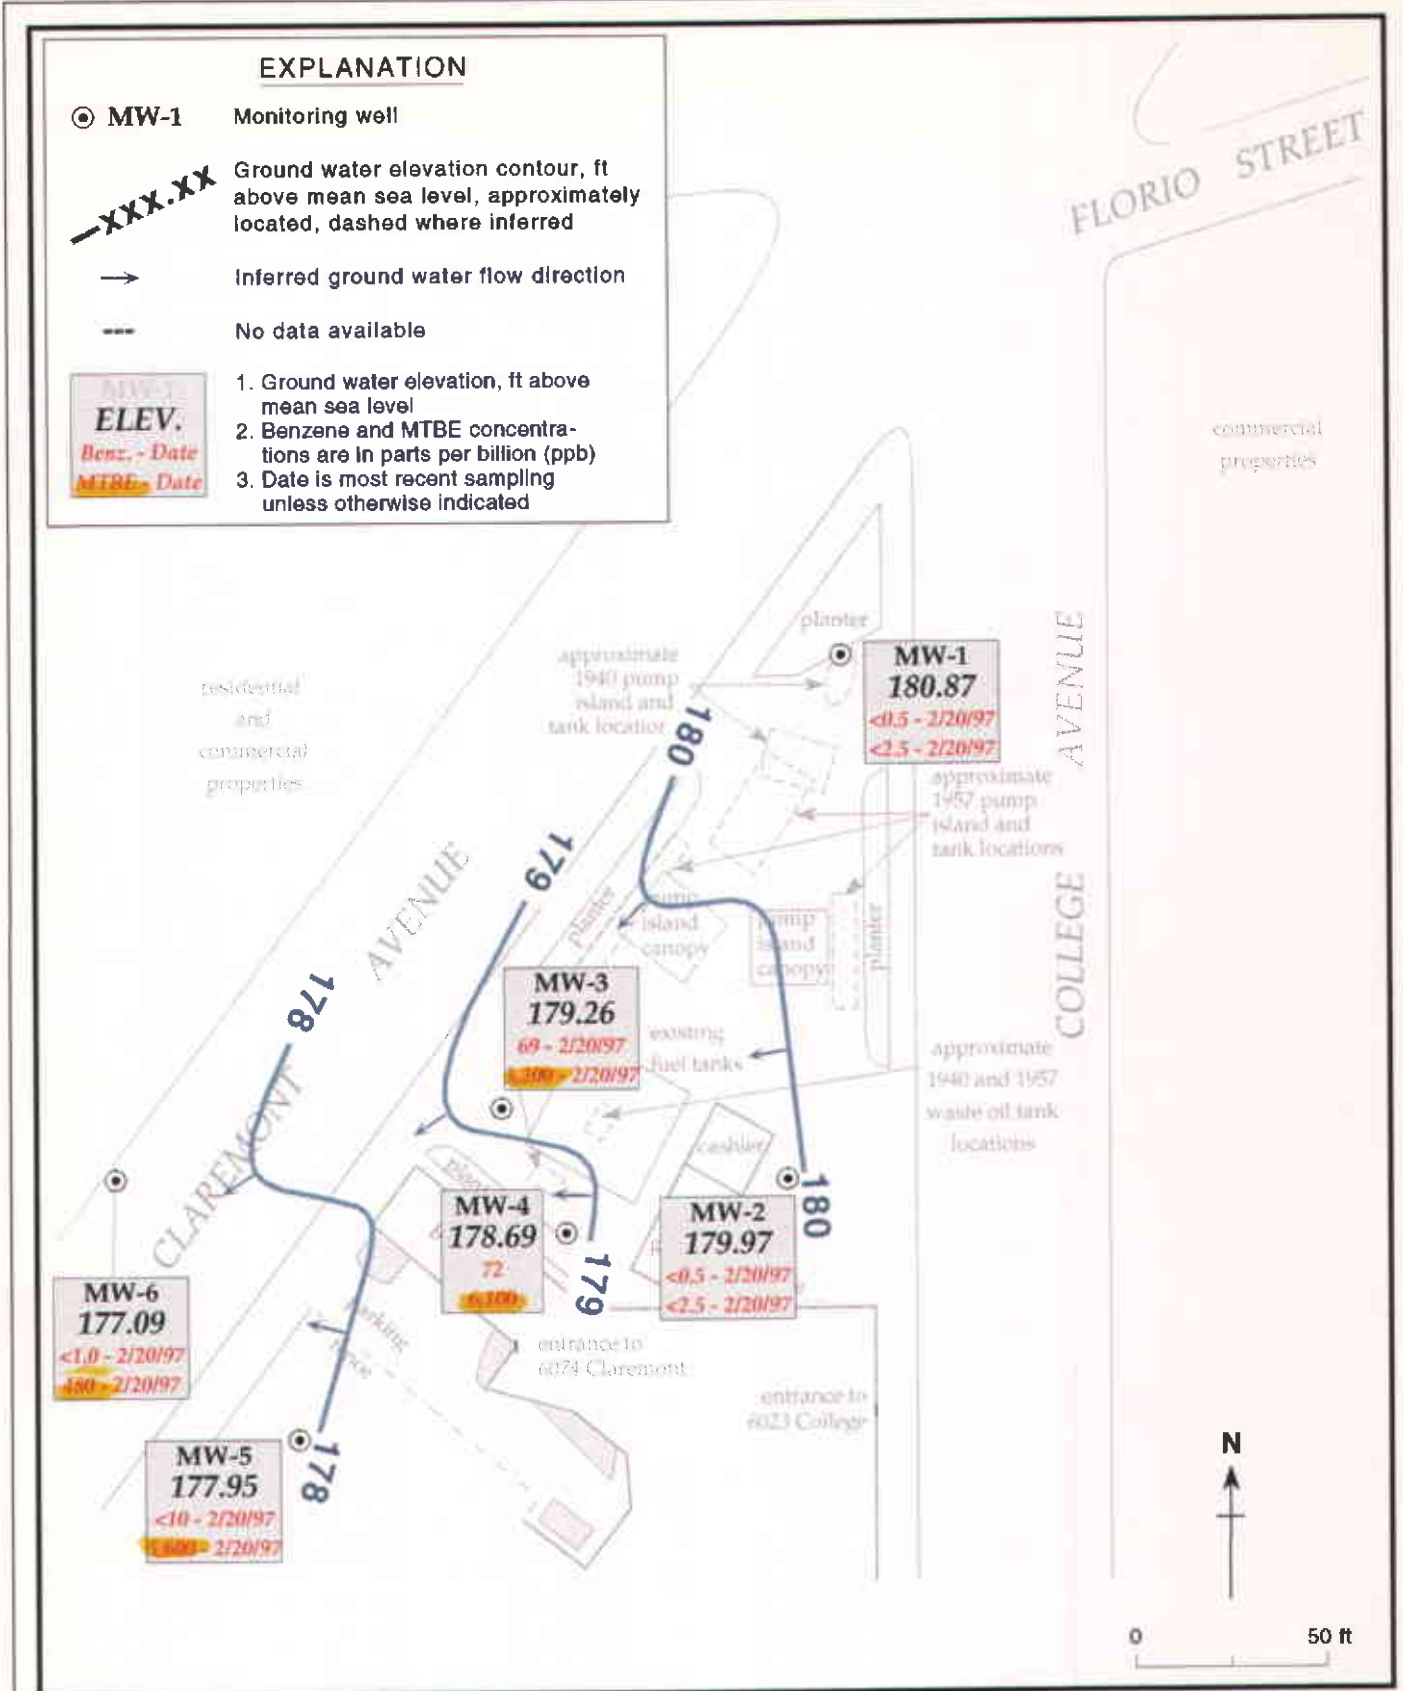 EXPLANATION
MW-1 Monitoring well
XXX.XX Ground water elevation contour, ft
above mean sea level, approximately
located, dashed where inferred
Inferred ground water flow direction
--- No data available
MW-1
ELEV.
Benz. - Date
MTBE - Date
1. Ground water elevation, ft above
mean sea level
2. Benzene and MTBE concentra-
tions are in parts per billion (ppb)
3. Date is most recent sampling
unless otherwise indicated
FLORIO STREET
commercial
properties
residential
and
commercial
properties
approximate
1940 pump
island and
tank location
planter
MW-1
180.87
<0.5 - 2/20/97
<2.5 - 2/20/97
approximate
1957 pump
island and
tank locations
COLLEGE AVENUE
CLAREMONT AVENUE
180
179
178
planter
pump
island
canopy
pump
island
canopy
planter
MW-3
179.26
69 - 2/20/97
- 2/20/97
existing
fuel tanks
approximate
1940 and 1957
waste oil tank
locations
cashier
MW-4
178.69
72
6,100
MW-2
179.97
<0.5 - 2/20/97
<2.5 - 2/20/97
180
179
MW-6
177.09
<1.0 - 2/20/97
480 - 2/20/97
parking
entrance to
6074 Claremont
entrance to
6023 College
MW-5
177.95
<10 - 2/20/97
- 2/20/97
178
N
0 50 ft